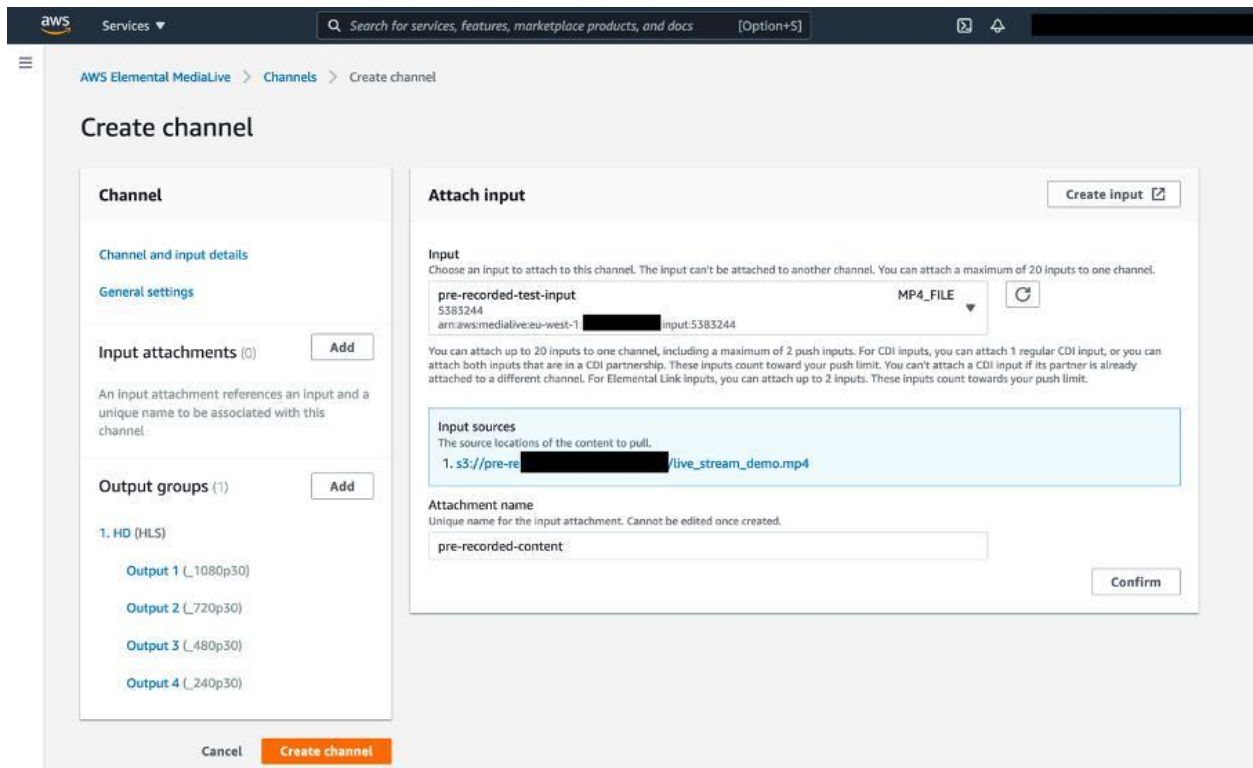 aws
Services ▼
Search for services, features, marketplace products, and docs
[Option+S]
AWS Elemental MediaLive > Channels > Create channel
Create channel
Channel
Channel and input details
General settings
Input attachments (0)
Add
An input attachment references an input and a
unique name to be associated with this
channel
Output groups (1)
Add
1. HD (HLS)
Output 1 (_1080p30)
Output 2 (_720p30)
Output 3 (_480p30)
Output 4 (_240p30)
Cancel
Create channel
Attach input
Create input
Input
Choose an input to attach to this channel. The input can't be attached to another channel. You can attach a maximum of 20 inputs to one channel.
pre-recorded-test-input
MP4_FILE
5383244
arn:aws:medialive:eu-west-1 input:5383244
You can attach up to 20 inputs to one channel, including a maximum of 2 push inputs. For CDI inputs, you can attach 1 regular CDI input, or you can
attach both inputs that are in a CDI partnership. These inputs count toward your push limit. You can't attach a CDI input if its partner is already
attached to a different channel. For Elemental Link inputs, you can attach up to 2 inputs. These inputs count towards your push limit.
Input sources
The source locations of the content to pull.
1. s3://pre-re /live_stream_demo.mp4
Attachment name
Unique name for the input attachment. Cannot be edited once created.
pre-recorded-content
Confirm